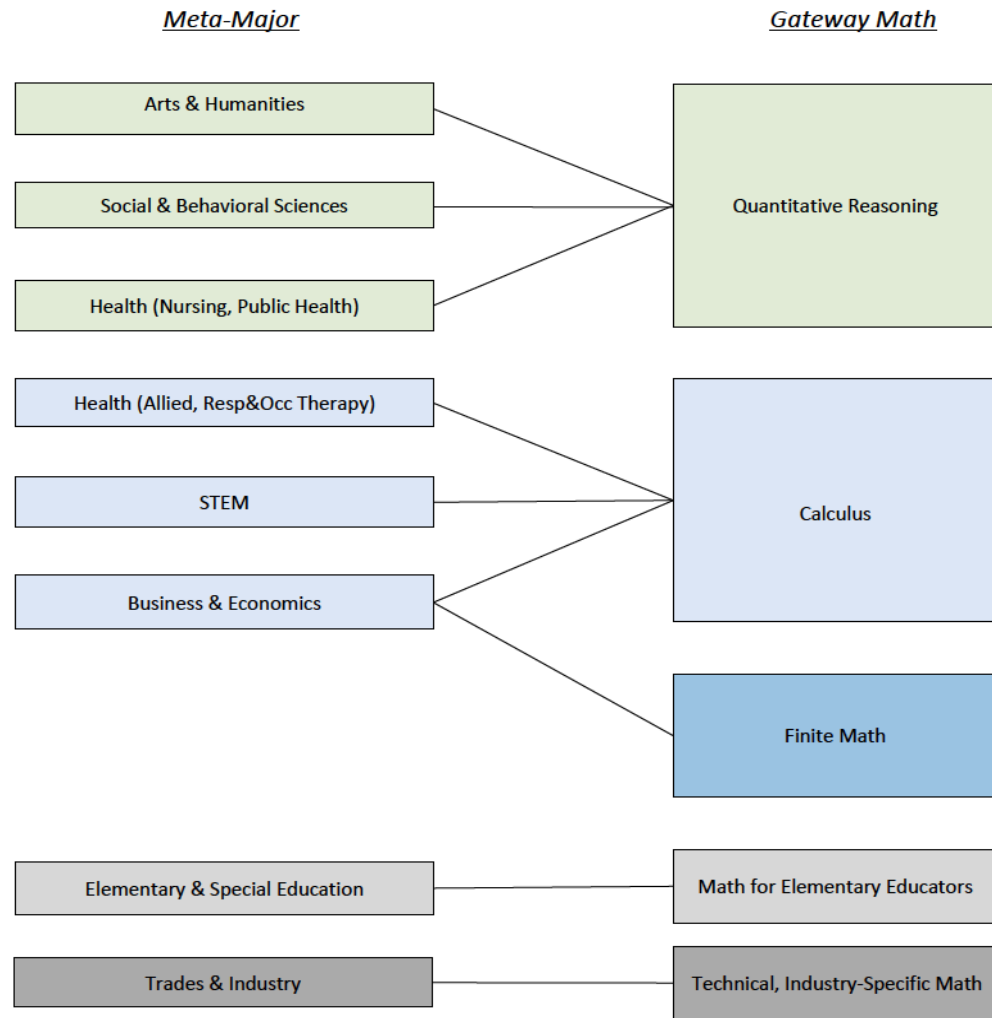 Meta-Major
Gateway Math
Arts & Humanities
Social & Behavioral Sciences
Quantitative Reasoning
Health (Nursing, Public Health)
Health (Allied, Resp&Occ Therapy)
STEM
Calculus
Business & Economics
Finite Math
Elementary & Special Education
Math for Elementary Educators
Trades & Industry
Technical, Industry-Specific Math